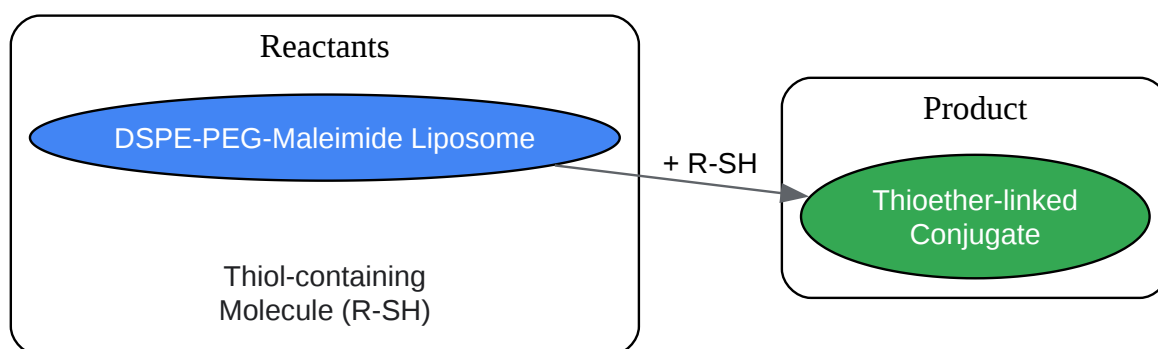 Reactants
DSPE-PEG-Maleimide Liposome
Thiol-containing
Molecule (R-SH)
+ R-SH
Product
Thioether-linked
Conjugate